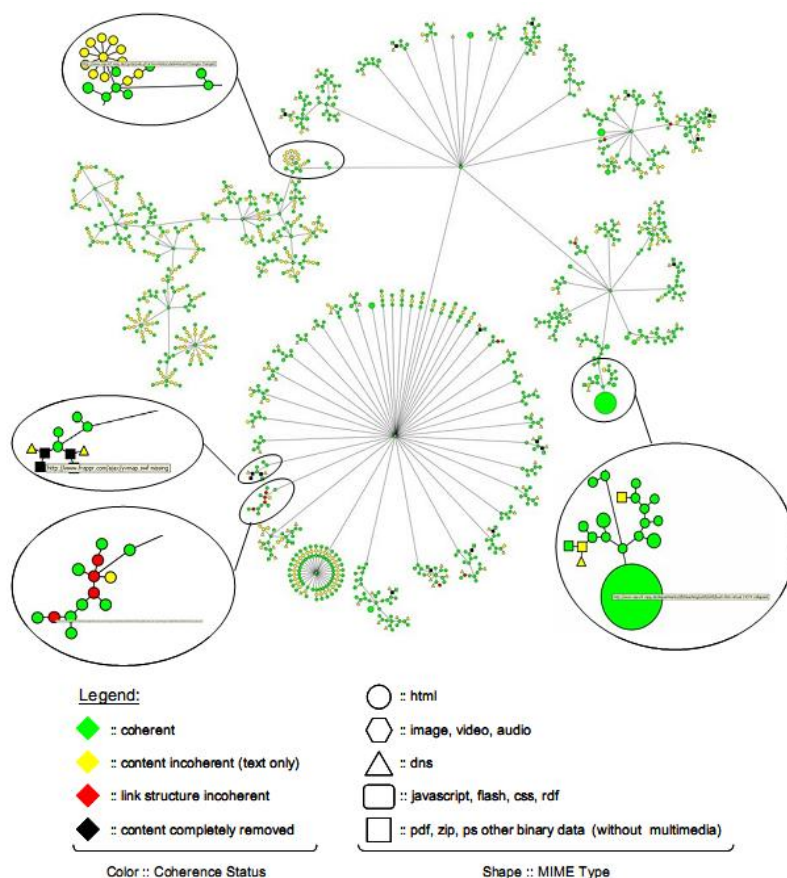 Legend:
:: coherent
:: content incoherent (text only)
:: link structure incoherent
:: content completely removed
Color :: Coherence Status
:: html
:: image, video, audio
:: dns
:: javascript, flash, css, rdf
:: pdf, zip, ps other binary data (without multimedia)
Shape :: MIME Type